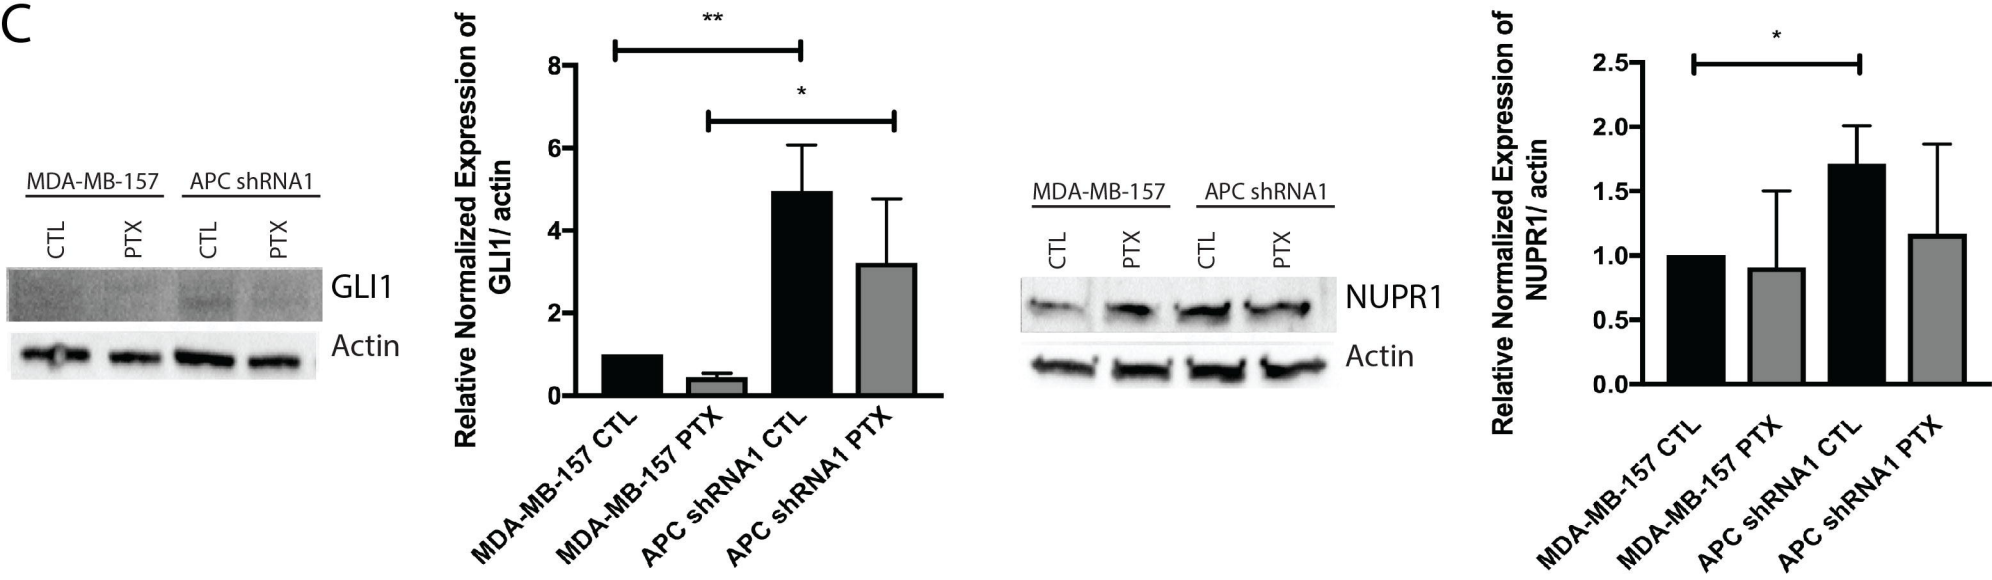 C
MDA-MB-157 APC shRNA1
CTL PTX CTL PTX
GLI1
Actin
Relative Normalized Expression of
GLI1/ actin
**
*
8
6
4
2
0
MDA-MB-157 CTL
MDA-MB-157 PTX
APC shRNA1 CTL
APC shRNA1 PTX
MDA-MB-157 APC shRNA1
CTL PTX CTL PTX
NUPR1
Actin
Relative Normalized Expression of
NUPR1/ actin
*
2.5
2.0
1.5
1.0
0.5
0.0
MDA-MB-157 CTL
MDA-MB-157 PTX
APC shRNA1 CTL
APC shRNA1 PTX